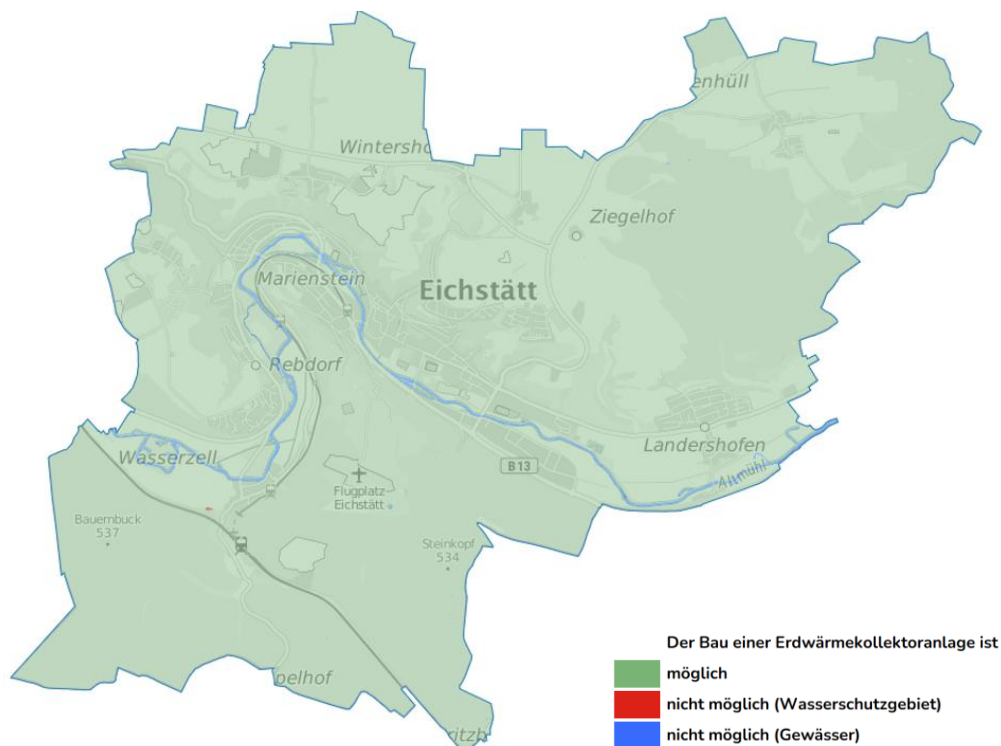 enhüll
Wintersho
Ziegelhof
Marienstein
Eichstätt
Rebdorf
Landershofen
Wasserzell
B13
Altmühl
Flugplatz
Eichstätt
Bauernbuck
537
Steinkopf
534
pelhof
ritzb
Der Bau einer Erdwärmekollektoranlage ist
möglich
nicht möglich (Wasserschutzgebiet)
nicht möglich (Gewässer)